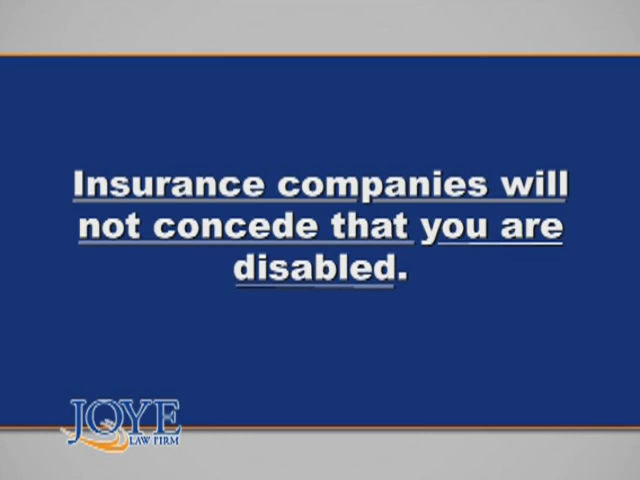 Insurance companies will
not concede that you are
disabled.
JOYE
LAW FIRM